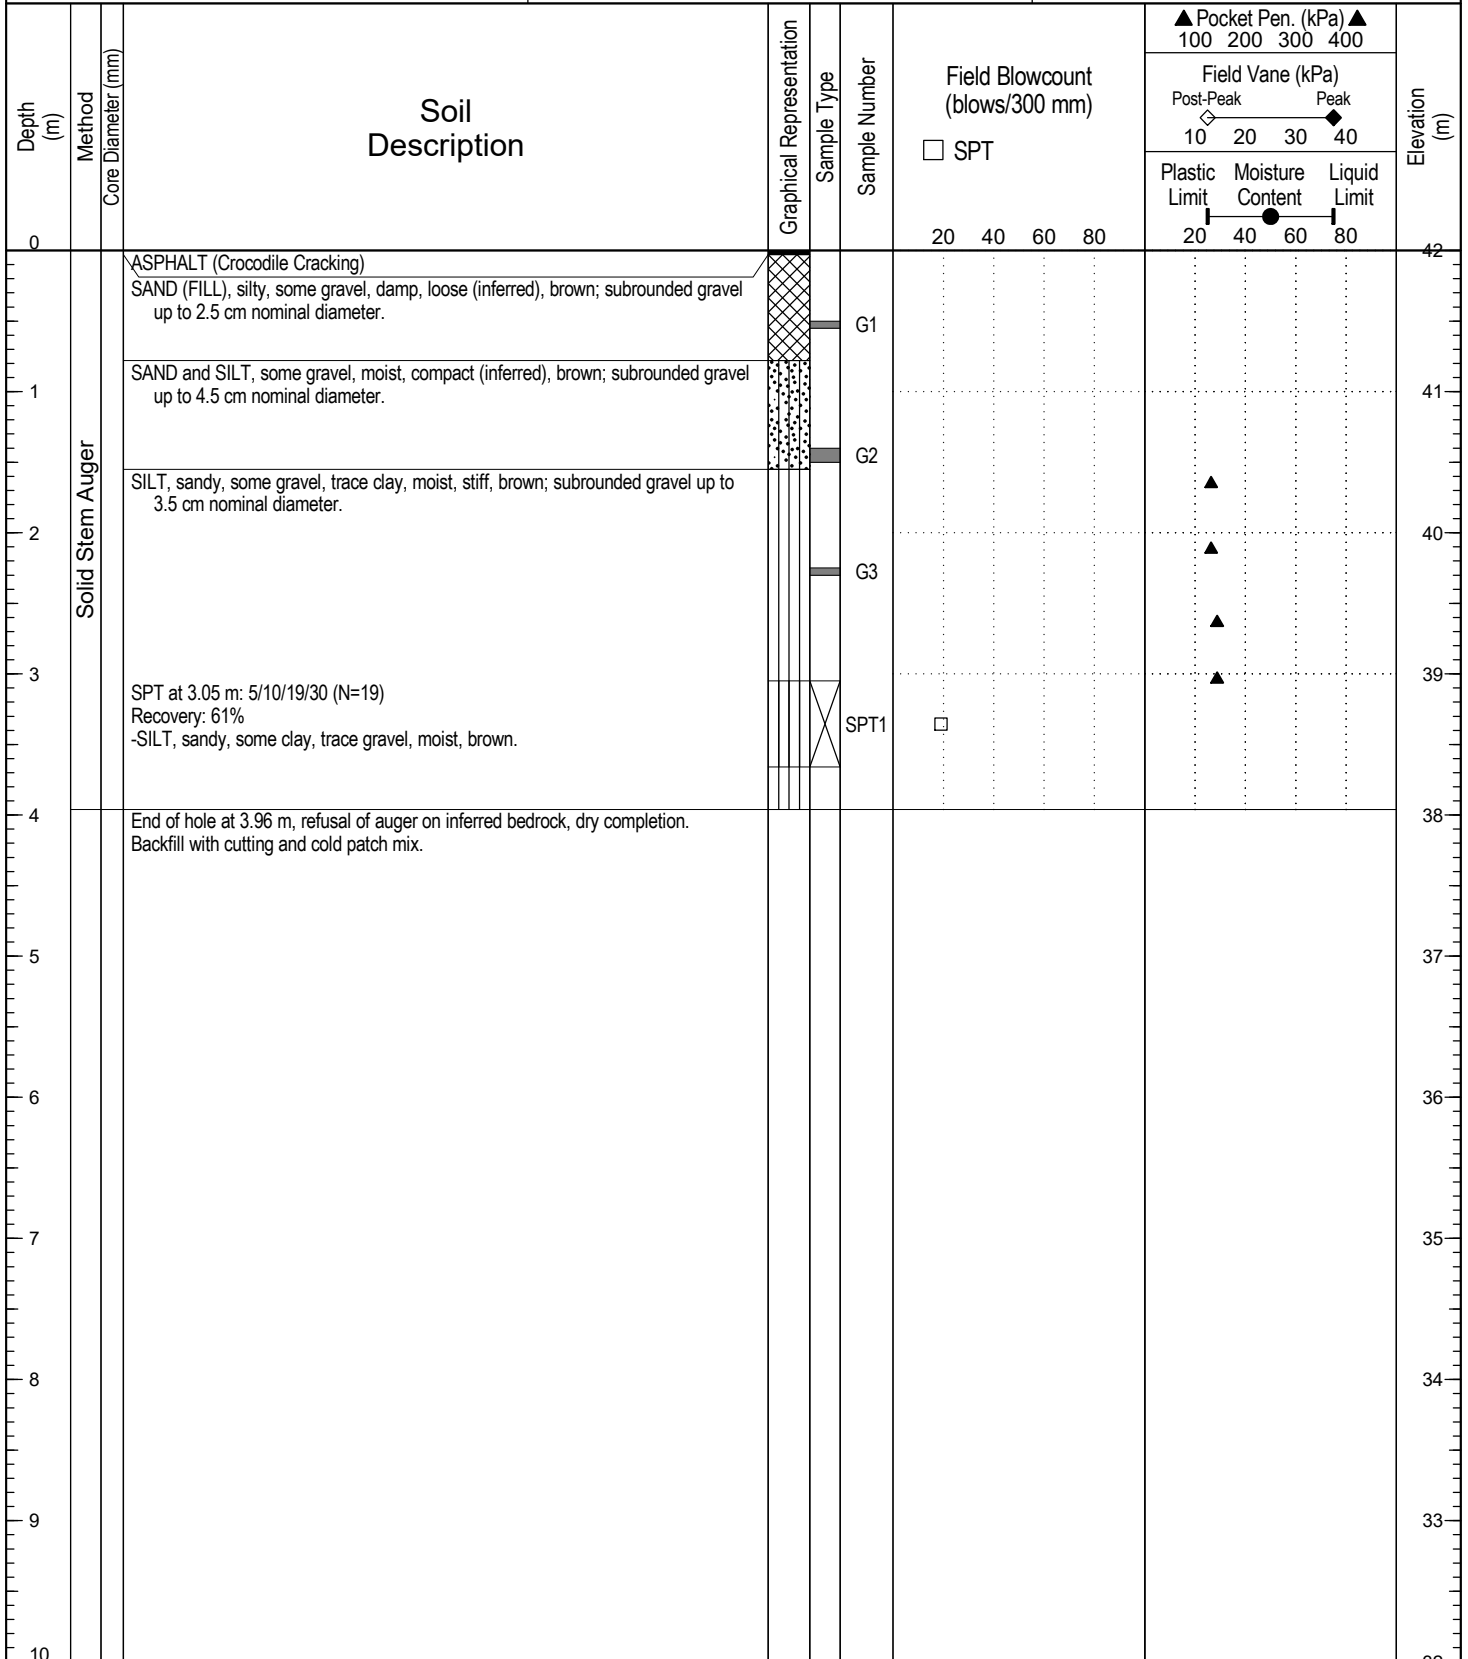 Depth
(m)
Method
Core Diameter (mm)
Soil
Description
Graphical Representation
Sample Type
Sample Number
Field Blowcount
(blows/300 mm)
□ SPT
20 40 60 80
▲ Pocket Pen. (kPa) ▲
100 200 300 400
Field Vane (kPa)
Post-Peak Peak
10 20 30 40
Plastic Moisture Liquid
Limit Content Limit
20 40 60 80
Elevation
(m)
0
42
ASPHALT (Crocodile Cracking)
SAND (FILL), silty, some gravel, damp, loose (inferred), brown; subrounded gravel
up to 2.5 cm nominal diameter.
G1
SAND and SILT, some gravel, moist, compact (inferred), brown; subrounded gravel
up to 4.5 cm nominal diameter.
1
41
G2
Solid Stem Auger
SILT, sandy, some gravel, trace clay, moist, stiff, brown; subrounded gravel up to
3.5 cm nominal diameter.
2
40
G3
3
39
SPT at 3.05 m: 5/10/19/30 (N=19)
Recovery: 61%
SPT1
-SILT, sandy, some clay, trace gravel, moist, brown.
4
38
End of hole at 3.96 m, refusal of auger on inferred bedrock, dry completion.
Backfill with cutting and cold patch mix.
5
37
6
36
7
35
8
34
9
33
10